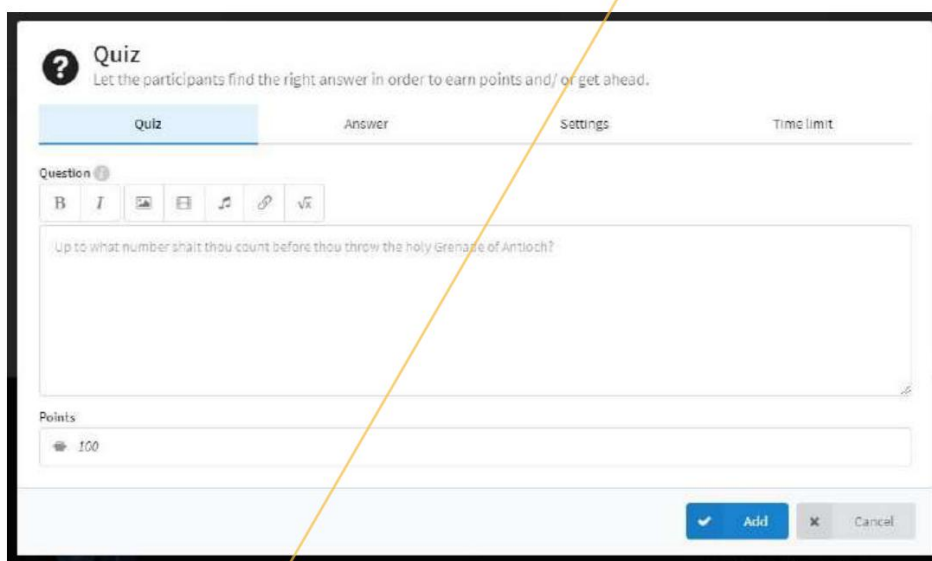 ?
Quiz
Let the participants find the right answer in order to earn points and/ or get ahead.
Quiz Answer Settings Time limit
Question i
B I √x
Up to what number shalt thou count before thou throw the holy Grenade of Antioch?
Points
100
Add Cancel